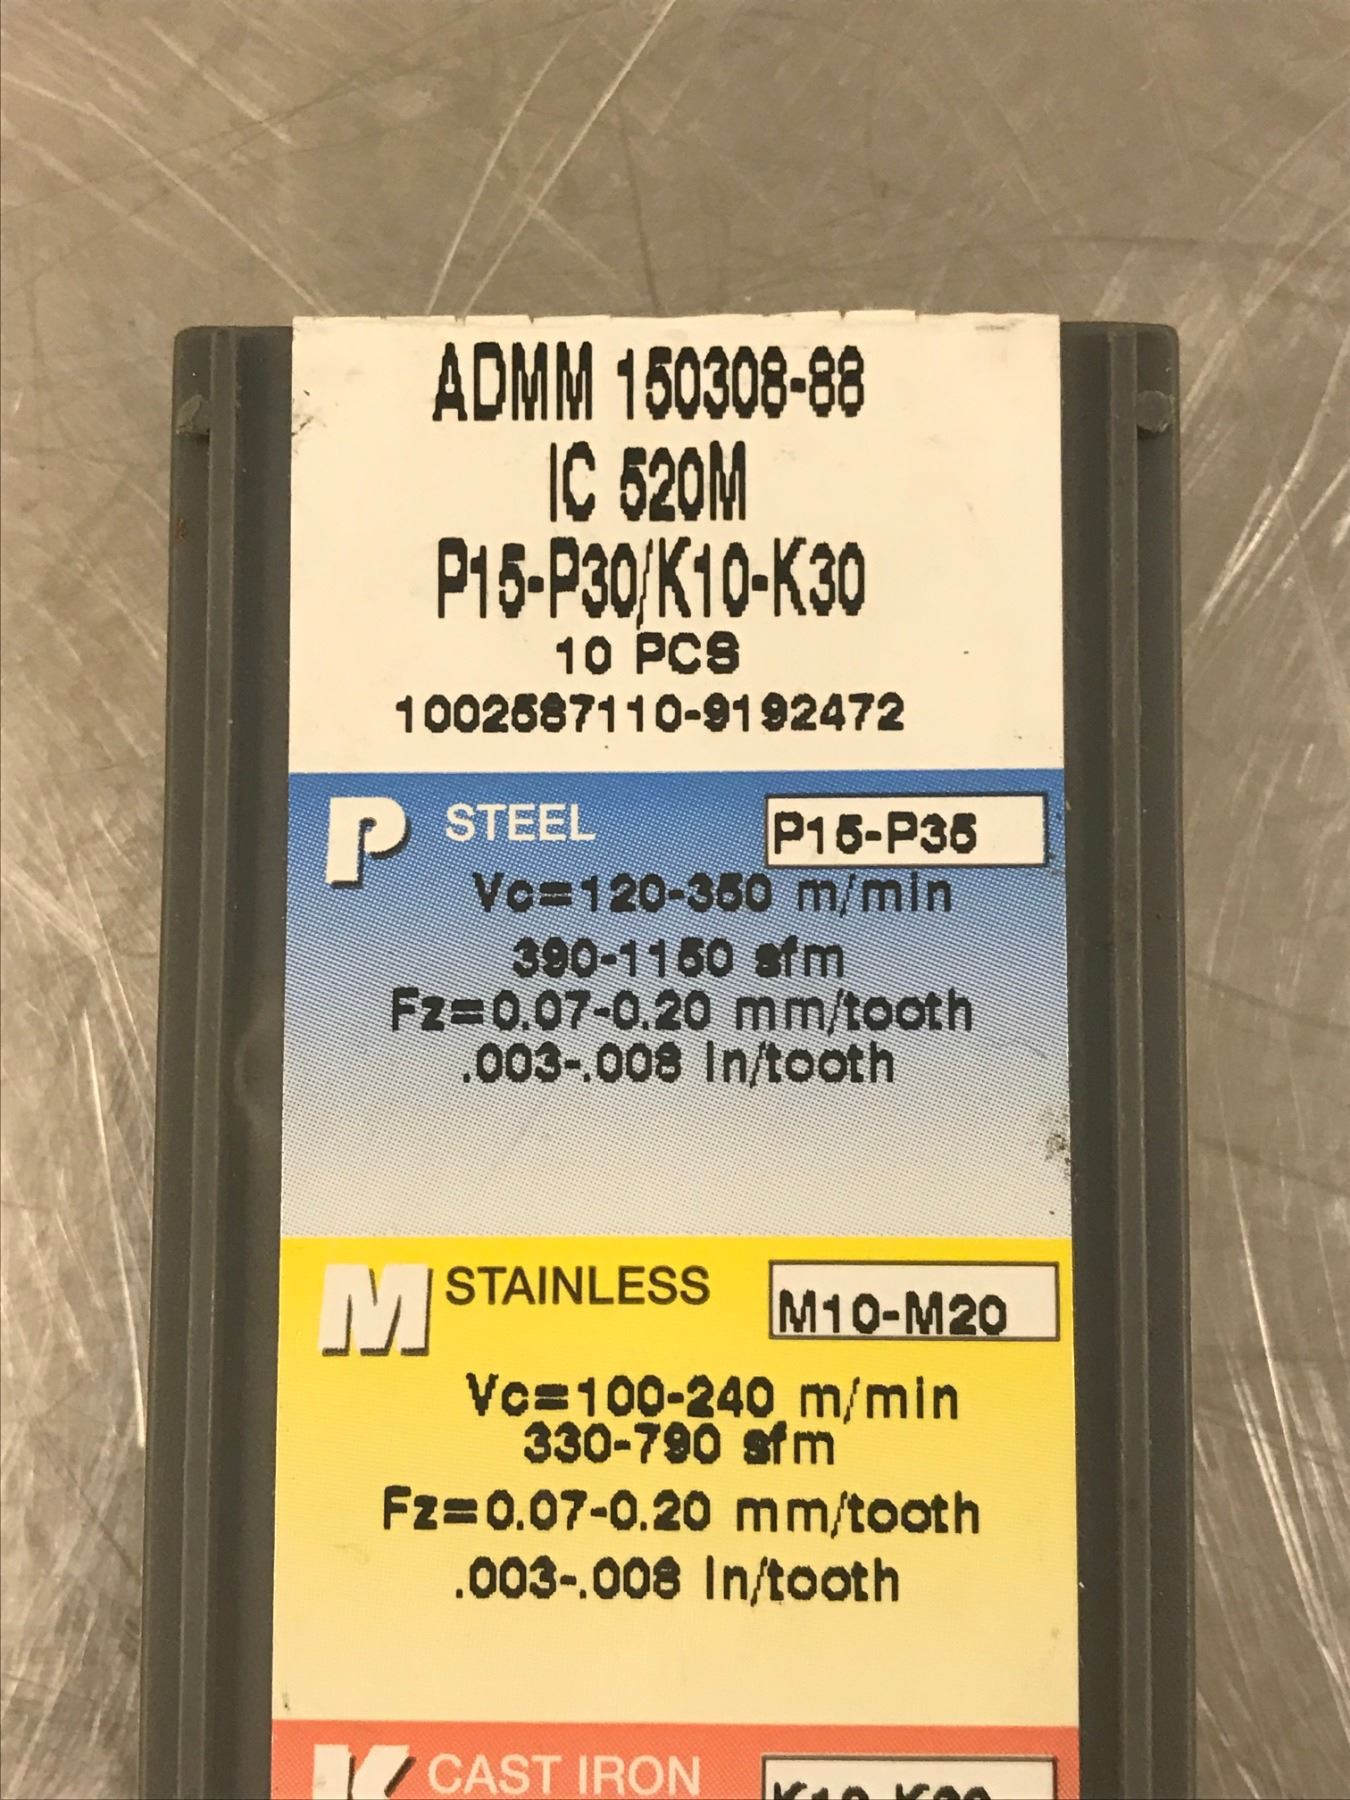 ADMM 150308-88
IC 520M
P15-P30/K10-K30
10 PCS
1002587110-9192472
P STEEL P15-P35
Vc=120-350 m/min
390-1150 sfm
Fz=0.07-0.20 mm/tooth
.003-.008 In/tooth
M STAINLESS M10-M20
Vc=100-240 m/min
330-790 sfm
Fz=0.07-0.20 mm/tooth
.003-.008 In/tooth
K CAST IRON